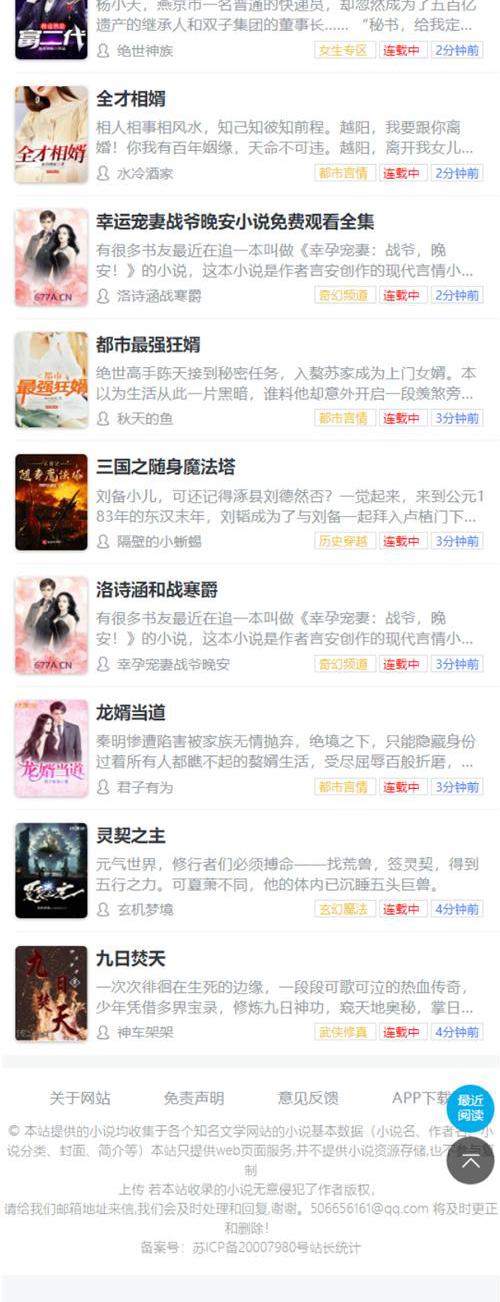 杨小天，燕京市一名普通的快递员，却忽然成为了五百亿
遗产的继承人和双子集团的董事长…… “秘书，给我定...
富二代
绝世神族
女生专区 连载中 2分钟前
全才相婿
全才相婿
相人相事相风水，知己知彼知前程。越阳，我要跟你离
婚！你我有百年姻缘，天命不可违。越阳，离开我女儿...
水冷酒家
都市言情 连载中 2分钟前
幸运宠妻战爷晚安小说免费观看全集
有很多书友最近在追一本叫做《幸孕宠妻：战爷，晚
安！》的小说，这本小说是作者言安创作的现代言情小...
677A.CN
洛诗涵战寒爵
奇幻频道 连载中 2分钟前
都市最强狂婿
都市
最强狂婿
绝世高手陈天接到秘密任务，入赘苏家成为上门女婿。本
以为生活从此一片黑暗，谁料他却意外开启一段羡煞旁...
秋天的鱼
都市言情 连载中 3分钟前
三国之随身魔法塔
随身魔法塔
刘备小儿，可还记得涿县刘德然否？一觉起来，来到公元1
83年的东汉末年，刘韬成为了与刘备一起拜入卢植门下...
隔壁的小蜥蜴
历史穿越 连载中 3分钟前
洛诗涵和战寒爵
有很多书友最近在追一本叫做《幸孕宠妻：战爷，晚
安！》的小说，这本小说是作者言安创作的现代言情小...
677A.CN
幸孕宠妻战爷晚安
奇幻频道 连载中 3分钟前
龙婿当道
龙婿当道
秦明惨遭陷害被家族无情抛弃，绝境之下，只能隐藏身份
过着所有人都瞧不起的赘婿生活，受尽屈辱百般折磨，...
君子有为
都市言情 连载中 3分钟前
灵契之主
元气世界，修行者们必须搏命——找荒兽，签灵契，得到
五行之力。可夏萧不同，他的体内已沉睡五头巨兽。
玄机梦境
玄幻魔法 连载中 4分钟前
九日焚天
九日焚天
一次次徘徊在生死的边缘，一段段可歌可泣的热血传奇，
少年凭借多界宝录，修炼九日神功，窥天地奥秘，掌日...
神车架架
武侠修真 连载中 4分钟前
关于网站 免责声明 意见反馈 APP下载
最近
阅读
© 本站提供的小说均收集于各个知名文学网站的小说基本数据（小说名、作者名、小
说分类、封面、简介等）本站只提供web页面服务,并不提供小说资源存储,也不参与复
制
上传 若本站收录的小说无意侵犯了作者版权，
请给我们邮箱地址来信,我们会及时处理和回复,谢谢。506656161@qq.com 将及时更正
和删除！
备案号：苏ICP备20007980号站长统计